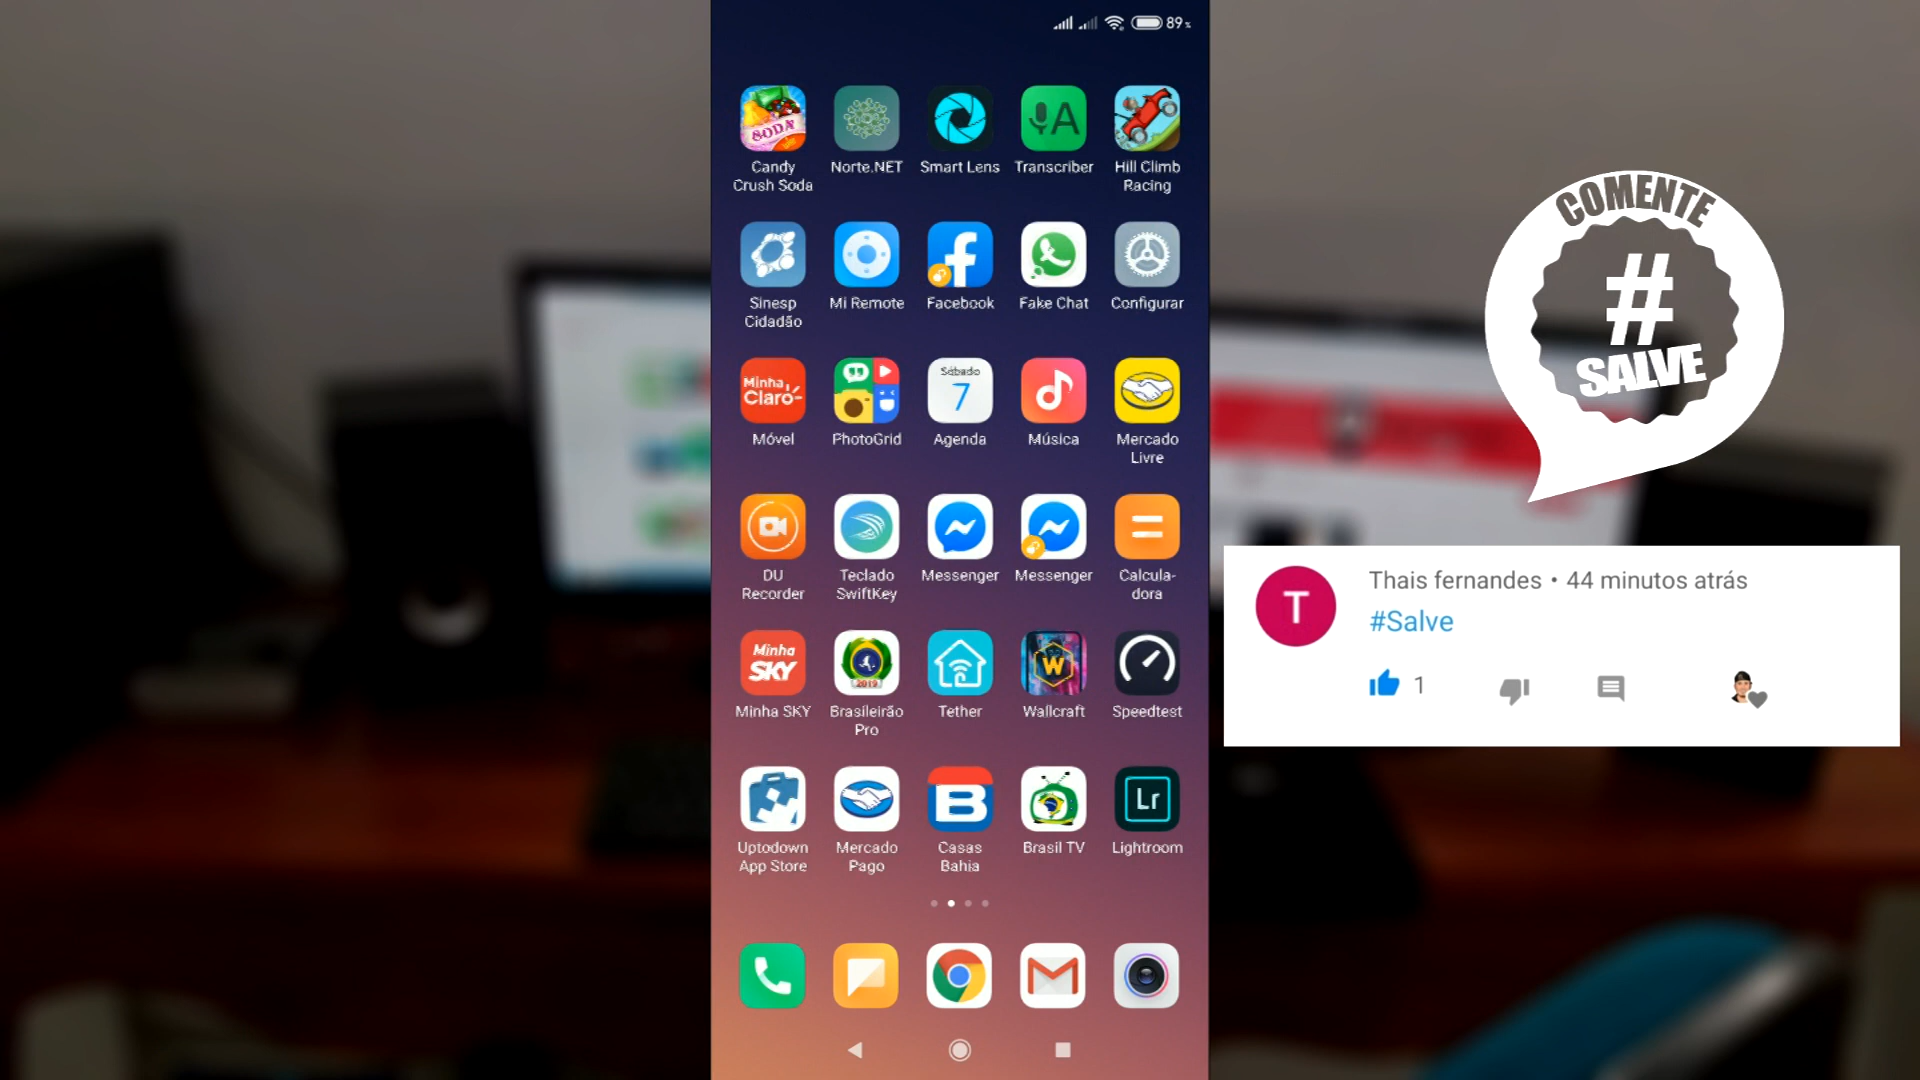 89%
SODA
A
Candy
Crush Soda
Norte.NET
Smart Lens
Transcriber
Hill Climb
Racing
Sinesp
Cidadão
Mi Remote
Facebook
Fake Chat
Configurar
Minha
Claro-
Sábado
7
Móvel
PhotoGrid
Agenda
Música
Mercado
Livre
DU
Recorder
Teclado
SwiftKey
Messenger
Messenger
Calcula-
dora
Minha
SKY
2019
W
Minha SKY
Brasileirão
Pro
Tether
Wallcraft
Speedtest
B
Lr
Uptodown
App Store
Mercado
Pago
Casas
Bahia
Brasil TV
Lightroom
COMENTE
#
SALVE
T
Thais fernandes • 44 minutos atrás
#Salve
1